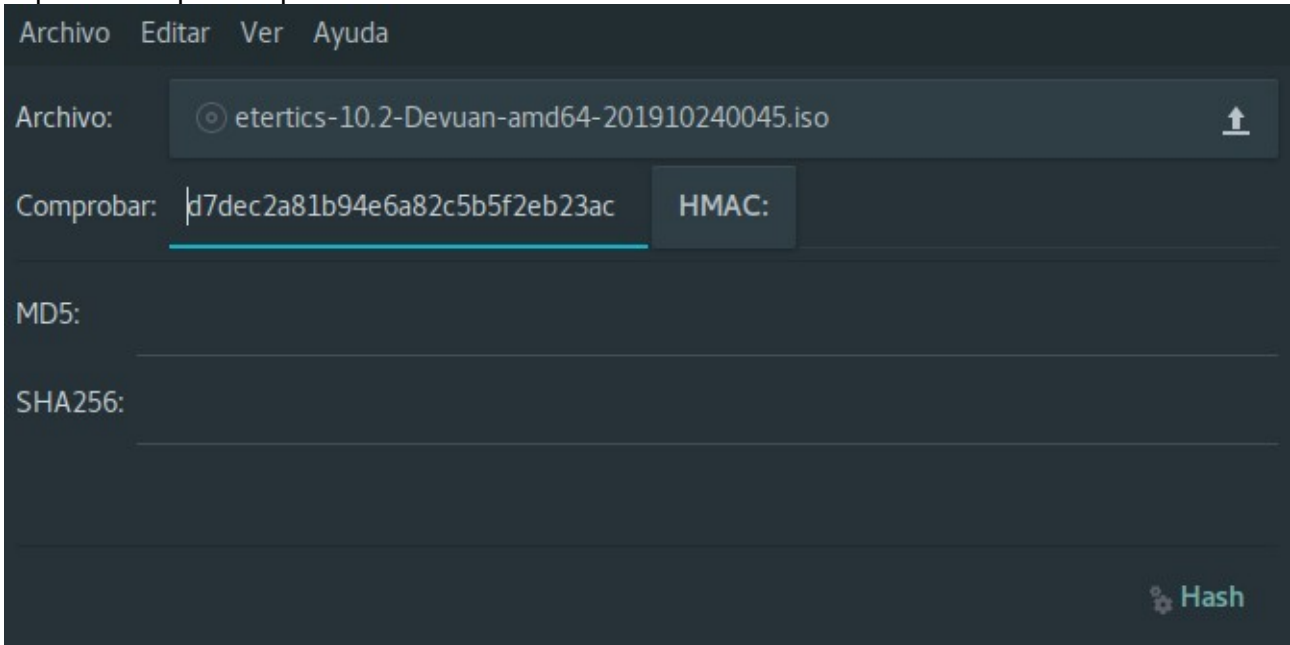 Archivo Editar Ver Ayuda
Archivo: etertics-10.2-Devuan-amd64-201910240045.iso
Comprobar: d7dec2a81b94e6a82c5b5f2eb23ac HMAC:
MD5:
SHA256:
Hash